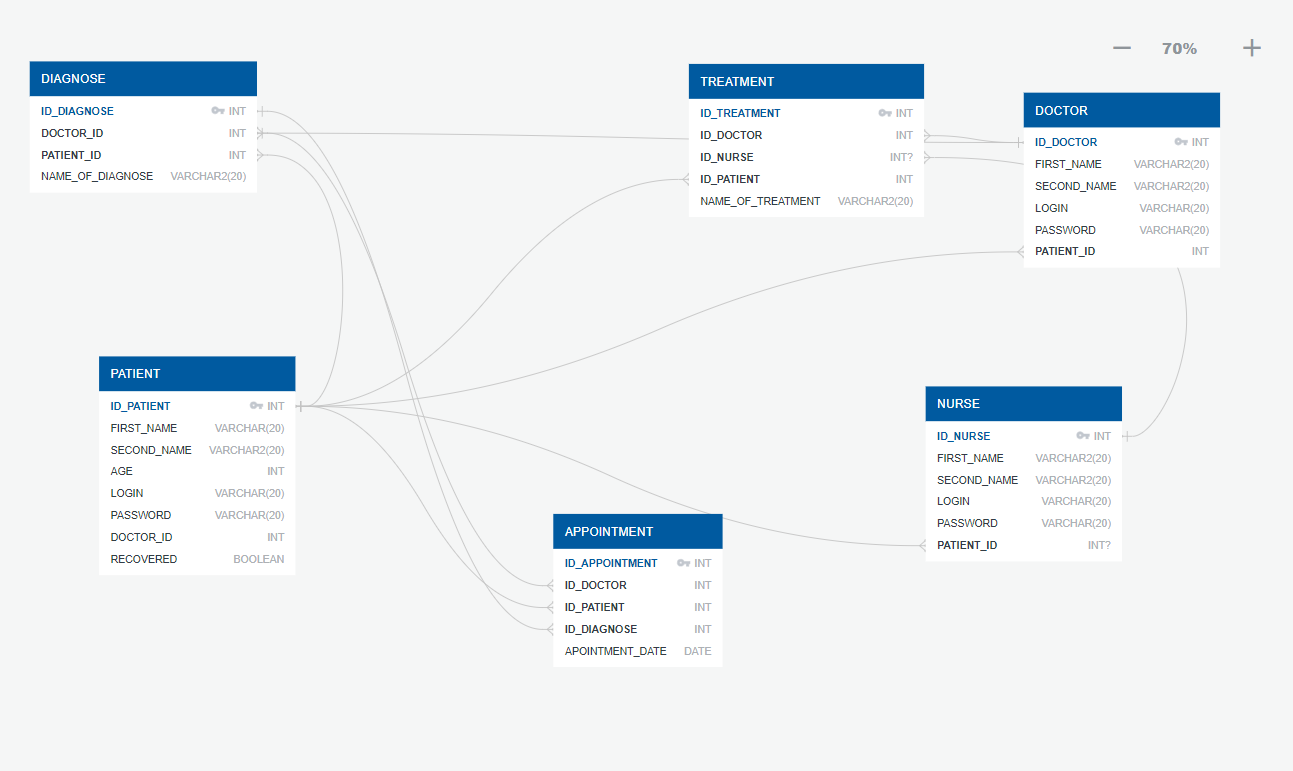 70%
DIAGNOSE
ID_DIAGNOSE INT
DOCTOR_ID INT
PATIENT_ID INT
NAME_OF_DIAGNOSE VARCHAR2(20)
TREATMENT
ID_TREATMENT INT
ID_DOCTOR INT
ID_NURSE INT?
ID_PATIENT INT
NAME_OF_TREATMENT VARCHAR2(20)
DOCTOR
ID_DOCTOR INT
FIRST_NAME VARCHAR2(20)
SECOND_NAME VARCHAR2(20)
LOGIN VARCHAR(20)
PASSWORD VARCHAR(20)
PATIENT_ID INT
PATIENT
ID_PATIENT INT
FIRST_NAME VARCHAR(20)
SECOND_NAME VARCHAR2(20)
AGE INT
LOGIN VARCHAR(20)
PASSWORD VARCHAR(20)
DOCTOR_ID INT
RECOVERED BOOLEAN
NURSE
ID_NURSE INT
FIRST_NAME VARCHAR2(20)
SECOND_NAME VARCHAR2(20)
LOGIN VARCHAR(20)
PASSWORD VARCHAR(20)
PATIENT_ID INT?
APPOINTMENT
ID_APPOINTMENT INT
ID_DOCTOR INT
ID_PATIENT INT
ID_DIAGNOSE INT
APOINTMENT_DATE DATE